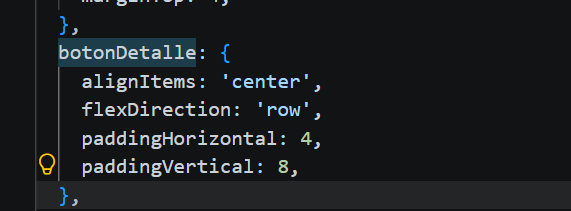 },
botonDetalle: {
alignItems: 'center',
flexDirection: 'row',
paddingHorizontal: 4,
paddingVertical: 8,
},